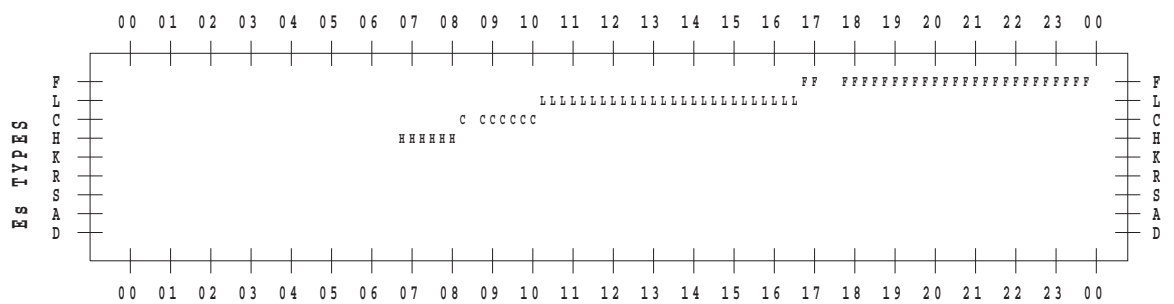 00 01 02 03 04 05 06 07 08 09 10 11 12 13 14 15 16 17 18 19 20 21 22 23 00
F FF FFFFFFFFFFFFFFFFFFFFFFFFF F
L LLLLLLLLLLLLLLLLLLLLLLLLLL L
C C CCCCCC C
H HHHHHH H
K K
R R
S S
A A
D D
Es TYPES
00 01 02 03 04 05 06 07 08 09 10 11 12 13 14 15 16 17 18 19 20 21 22 23 00